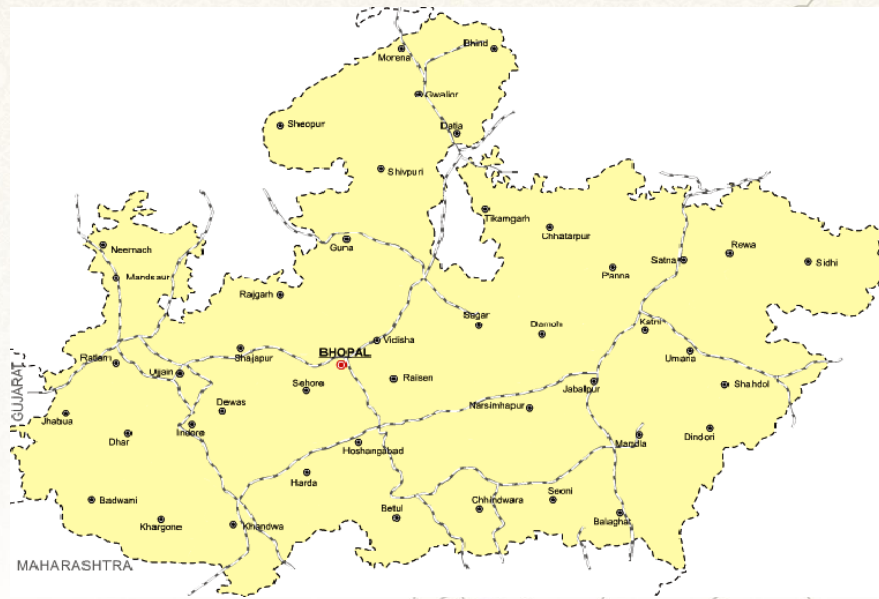 Bhind
Morena
Gwalior
Sheopur
Datia
Shivpuri
Tikamgarh
Chhatarpur
Guna
Neemach
Rewa
Satna
Sidhi
Panna
Mandsaur
Rajgarh
Sagar
Katni
Damoh
Vidisha
BHOPAL
Shajapur
Umaria
Ratlam
Ujjain
Raisen
Sehore
Jabalpur
Shahdol
GUJARAT
Dewas
Narsimhapur
Jhabua
Indore
Dindori
Dhar
Mandla
Hoshangabad
Harda
Badwani
Chhindwara
Seoni
Betul
Khargone
Khandwa
Balaghat
MAHARASHTRA